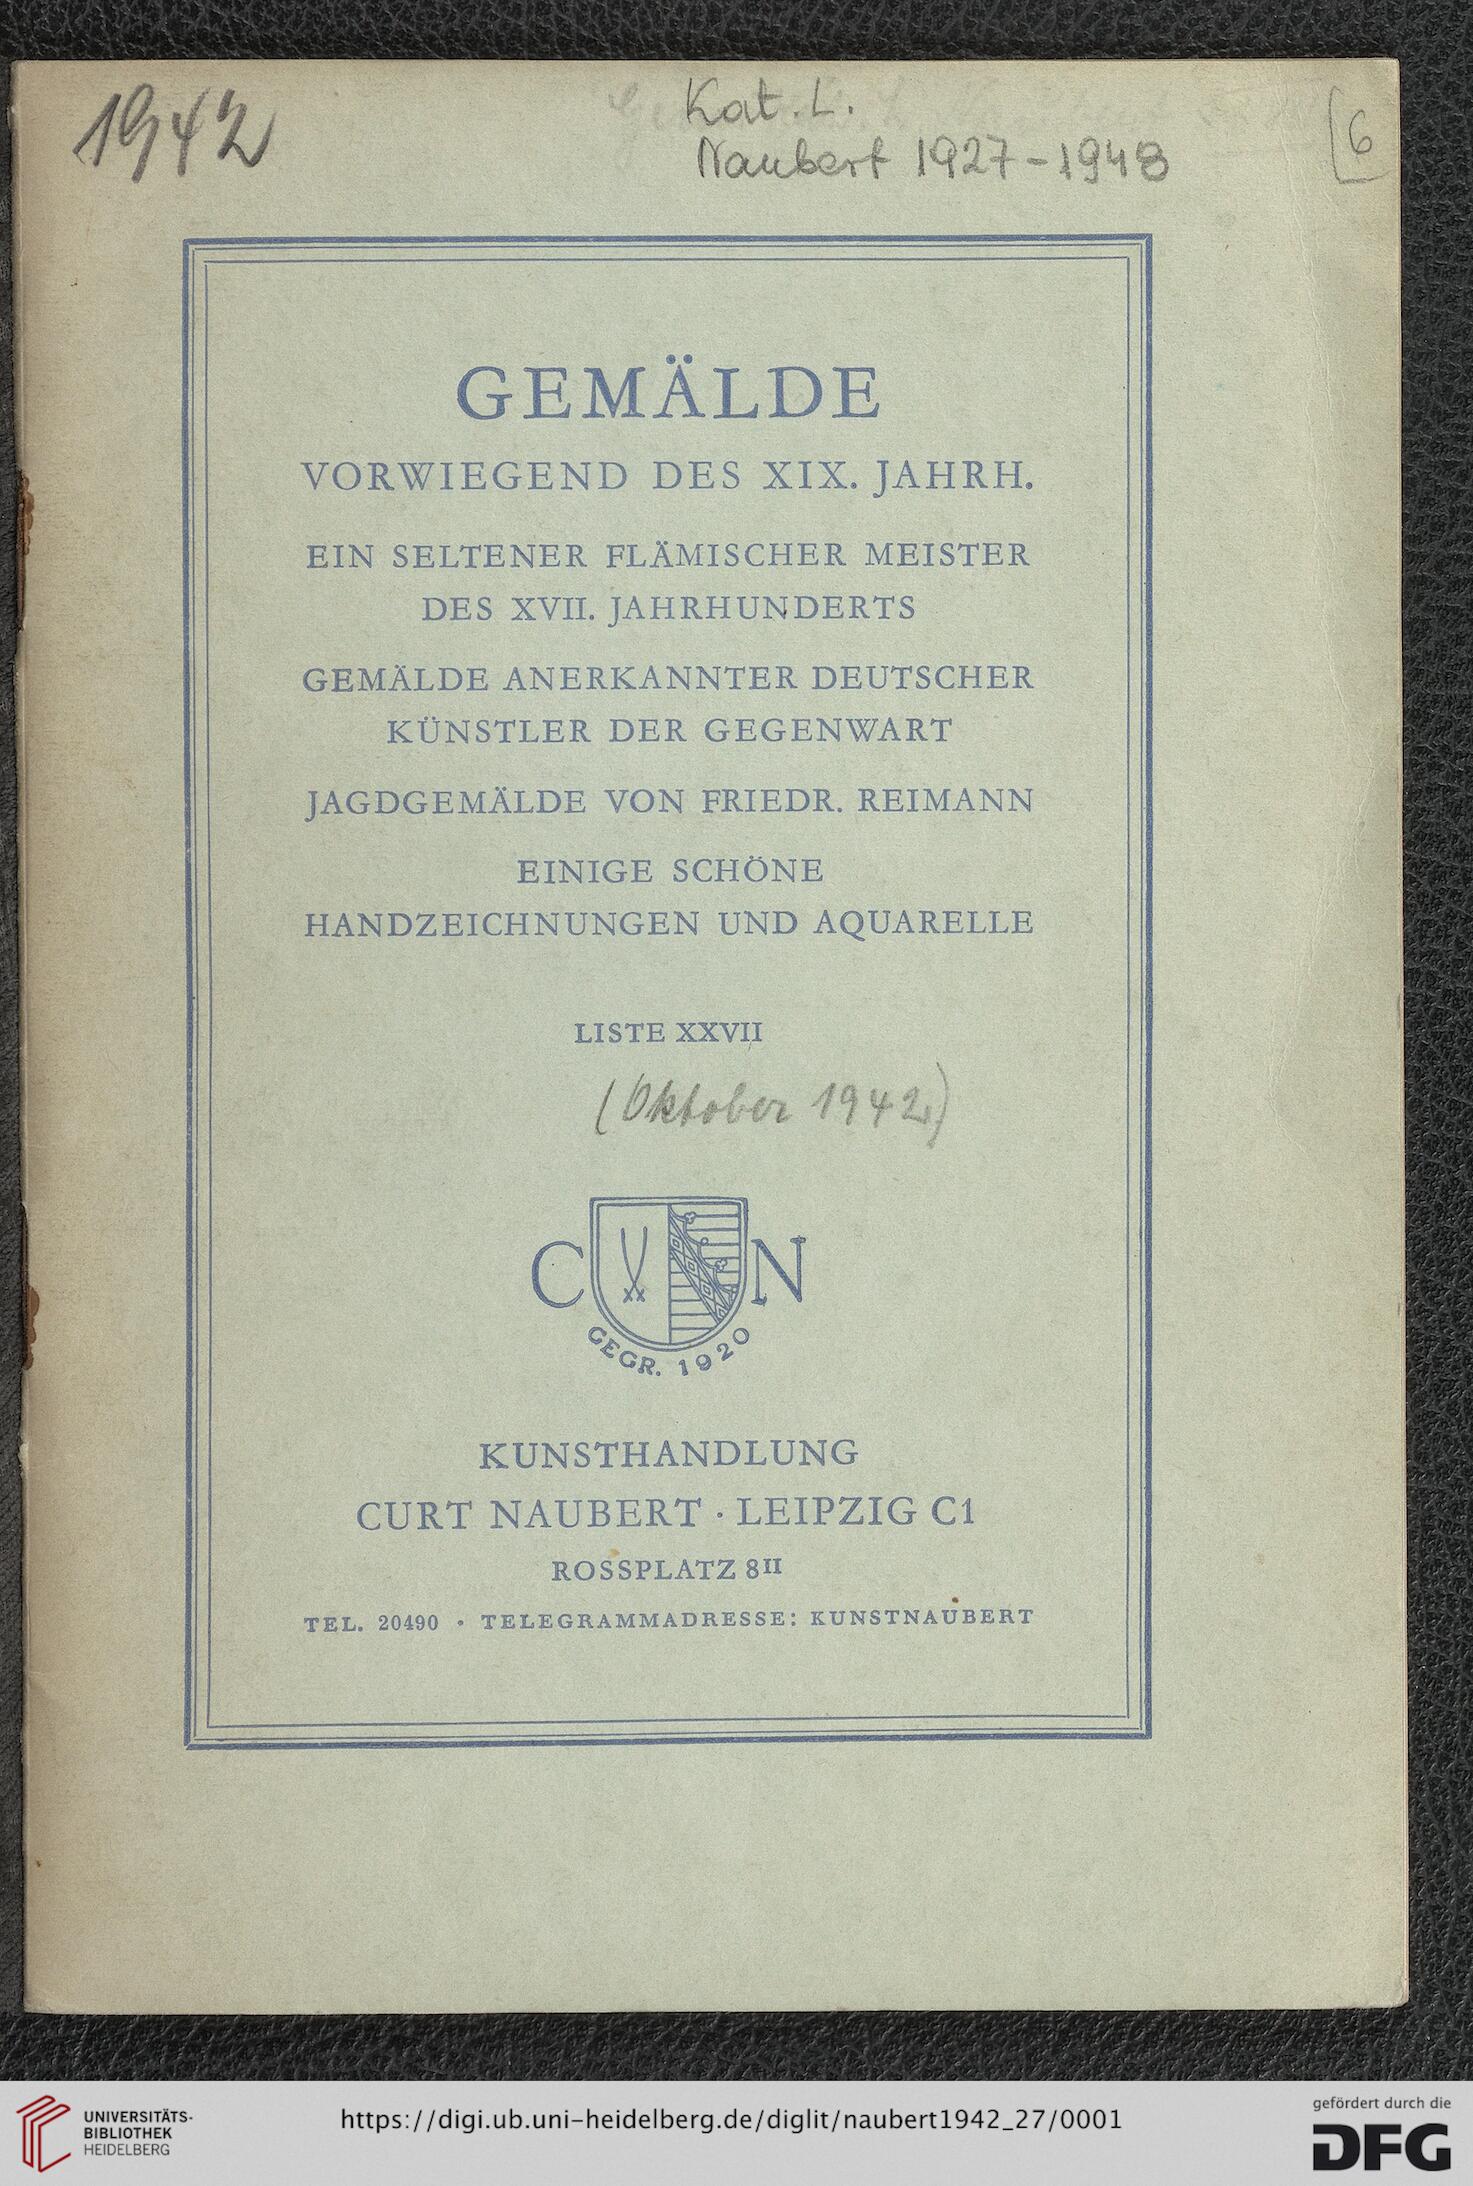 1942
Kat. L.
Naubert 1927-1948
6
GEMÄLDE
VORWIEGEND DES XIX. JAHRH.
EIN SELTENER FLÄMISCHER MEISTER
DES XVII. JAHRHUNDERTS
GEMÄLDE ANERKANNTER DEUTSCHER
KÜNSTLER DER GEGENWART
JAGDGEMÄLDE VON FRIEDR. REIMANN
EINIGE SCHÖNE
HANDZEICHNUNGEN UND AQUARELLE
LISTE XXVII
(Oktober 1942)
C N
GEGR. 1920
KUNSTHANDLUNG
CURT NAUBERT · LEIPZIG C1
ROSSPLATZ 8II
TEL. 20490 · TELEGRAMMADRESSE: KUNSTNAUBERT
UNIVERSITÄTS-
BIBLIOTHEK
HEIDELBERG
https://digi.ub.uni-heidelberg.de/diglit/naubert1942_27/0001
gefördert durch die
DFG